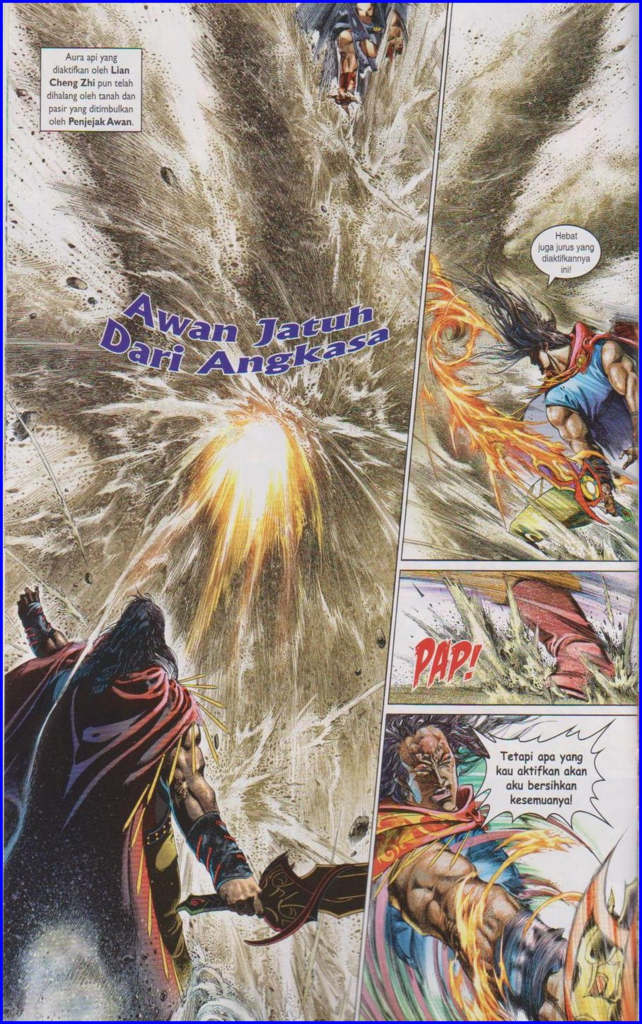 Aura api yang
diaktifkan oleh Lian
Cheng Zhi pun telah
dihalang oleh tanah dan
pasir yang ditimbulkan
oleh Penjejak Awan.
Awan Jatuh
Dari Angkasa
Hebat
juga jurus yang
diaktifkannya
ini!
PAP!
Tetapi apa yang
kau aktifkan akan
aku bersihkan
kesemuanya!